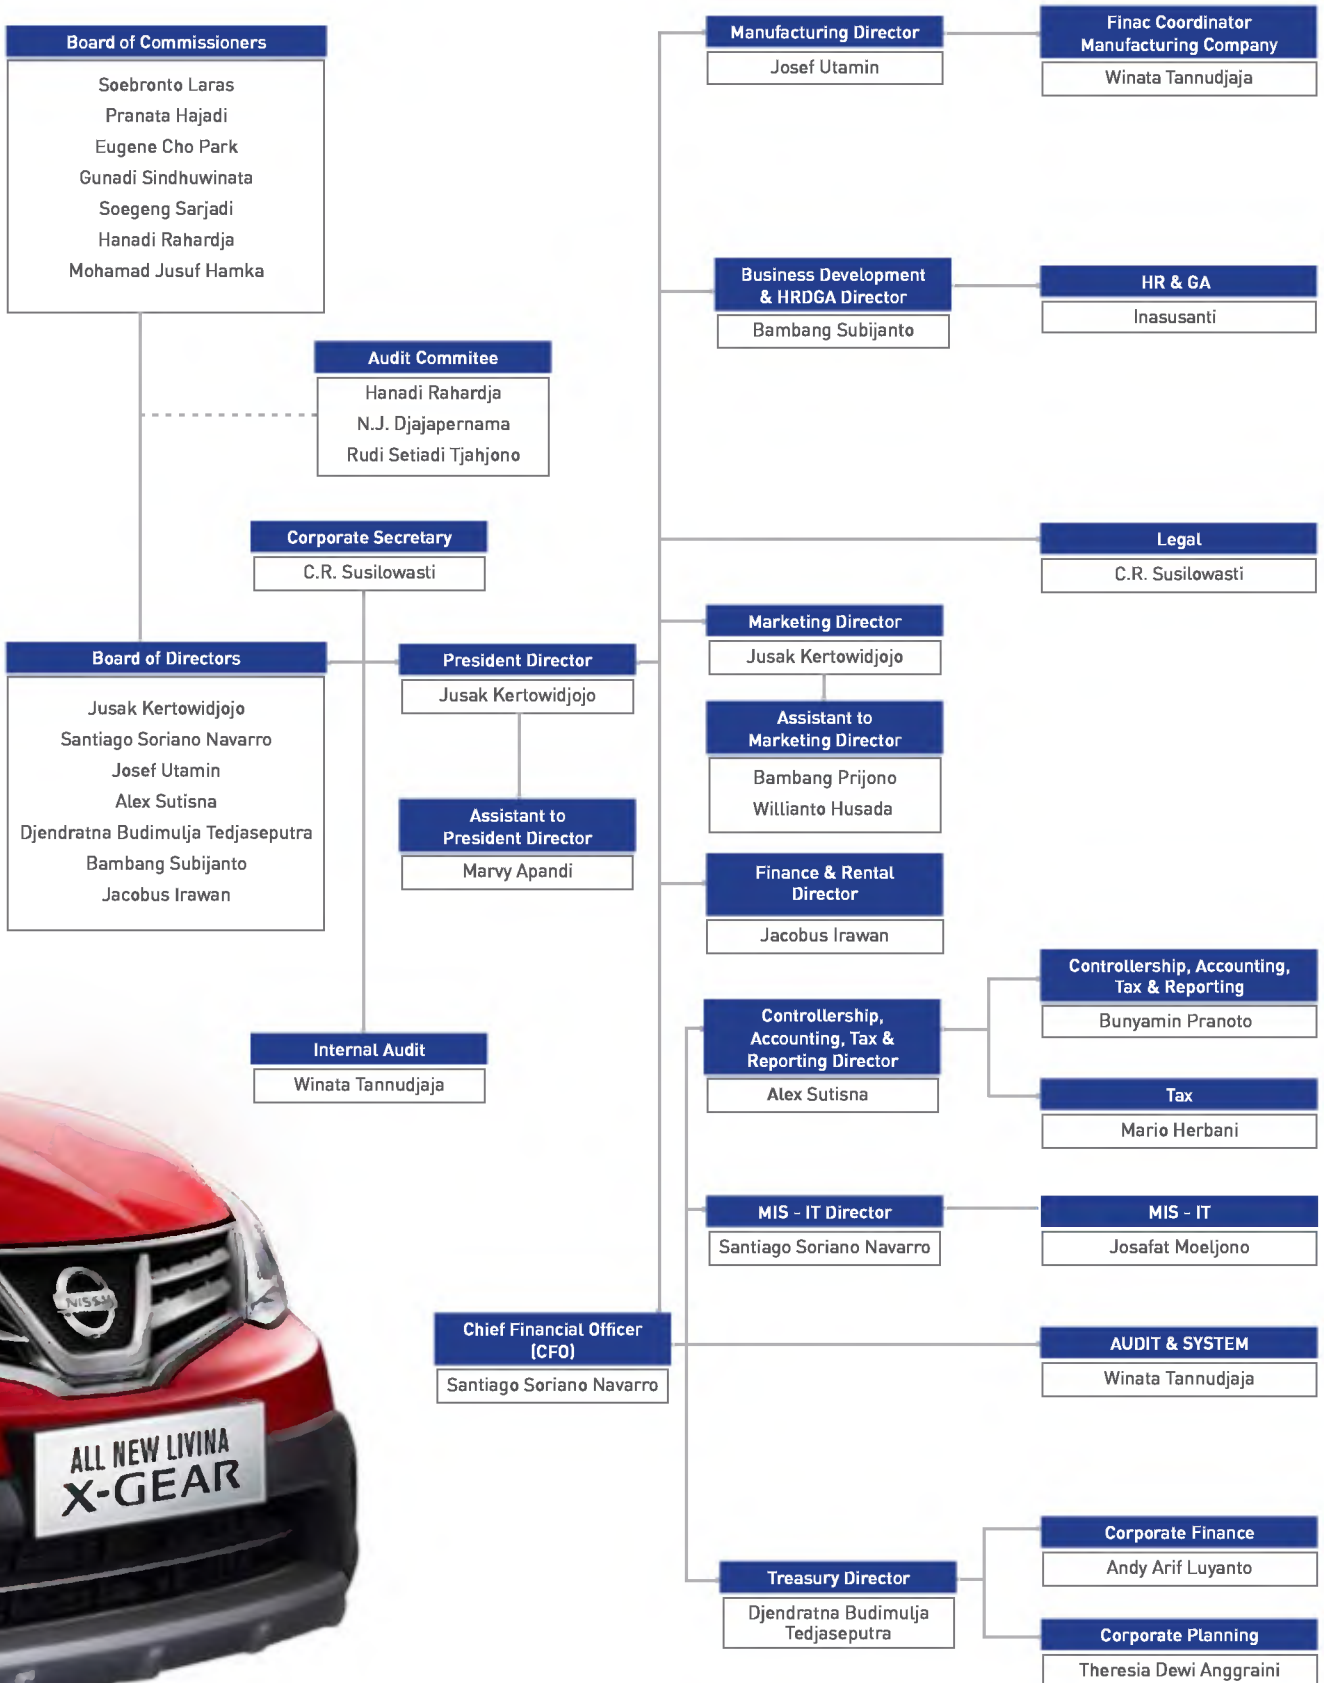 Board of Commissioners
Soebronto Laras
Pranata Hajadi
Eugene Cho Park
Gunadi Sindhuwinata
Soegeng Sarjadi
Hanadi Rahardja
Mohamad Jusuf Hamka
Audit Commitee
Hanadi Rahardja
N.J. Djajapernama
Rudi Setiadi Tjahjono
Corporate Secretary
C.R. Susilowasti
Board of Directors
Jusak Kertowidjojo
Santiago Soriano Navarro
Josef Utamin
Alex Sutisna
Djendratna Budimulja Tedjaseputra
Bambang Subijanto
Jacobus Irawan
President Director
Jusak Kertowidjojo
Assistant to
President Director
Marvy Apandi
Internal Audit
Winata Tannudjaja
Manufacturing Director
Josef Utamin
Finac Coordinator
Manufacturing Company
Winata Tannudjaja
Business Development
& HRDGA Director
Bambang Subijanto
HR & GA
Inasusanti
Legal
C.R. Susilowasti
Marketing Director
Jusak Kertowidjojo
Assistant to
Marketing Director
Bambang Prijono
Willianto Husada
Finance & Rental
Director
Jacobus Irawan
Controllership,
Accounting, Tax &
Reporting Director
Alex Sutisna
Controllership, Accounting,
Tax & Reporting
Bunyamin Pranoto
Tax
Mario Herbani
MIS - IT Director
Santiago Soriano Navarro
MIS - IT
Josafat Moeljono
Chief Financial Officer
(CFO)
Santiago Soriano Navarro
AUDIT & SYSTEM
Winata Tannudjaja
Treasury Director
Djendratna Budimulja
Tedjaseputra
Corporate Finance
Andy Arif Luyanto
Corporate Planning
Theresia Dewi Anggraini
NISSAN
ALL NEW LIVINA
X-GEAR